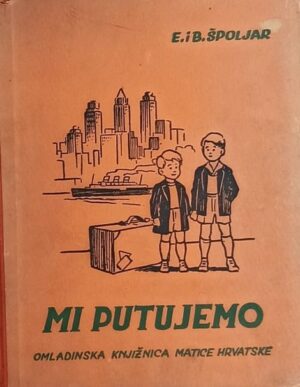 E. i B. ŠPOLJAR
MI PUTUJEMO
OMLADINSKA KNJIŽNICA MATICE HRVATSKE